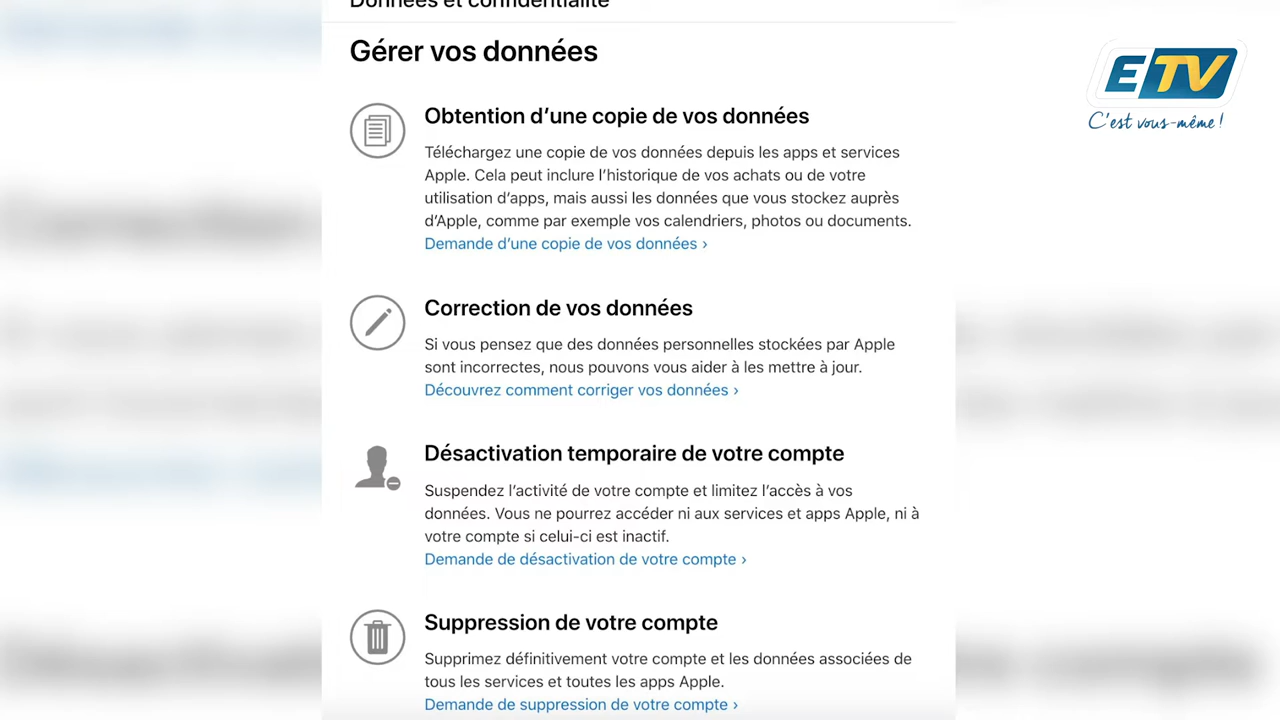 Données et confidentialité
Gérer vos données
Obtention d’une copie de vos données
Téléchargez une copie de vos données depuis les apps et services
Apple. Cela peut inclure l’historique de vos achats ou de votre
utilisation d’apps, mais aussi les données que vous stockez auprès
d’Apple, comme par exemple vos calendriers, photos ou documents.
Demande d’une copie de vos données ›
Correction de vos données
Si vous pensez que des données personnelles stockées par Apple
sont incorrectes, nous pouvons vous aider à les mettre à jour.
Découvrez comment corriger vos données ›
Désactivation temporaire de votre compte
Suspendez l’activité de votre compte et limitez l’accès à vos
données. Vous ne pourrez accéder ni aux services et apps Apple, ni à
votre compte si celui-ci est inactif.
Demande de désactivation de votre compte ›
Suppression de votre compte
Supprimez définitivement votre compte et les données associées de
tous les services et toutes les apps Apple.
Demande de suppression de votre compte ›
ETV
C'est vous-même !